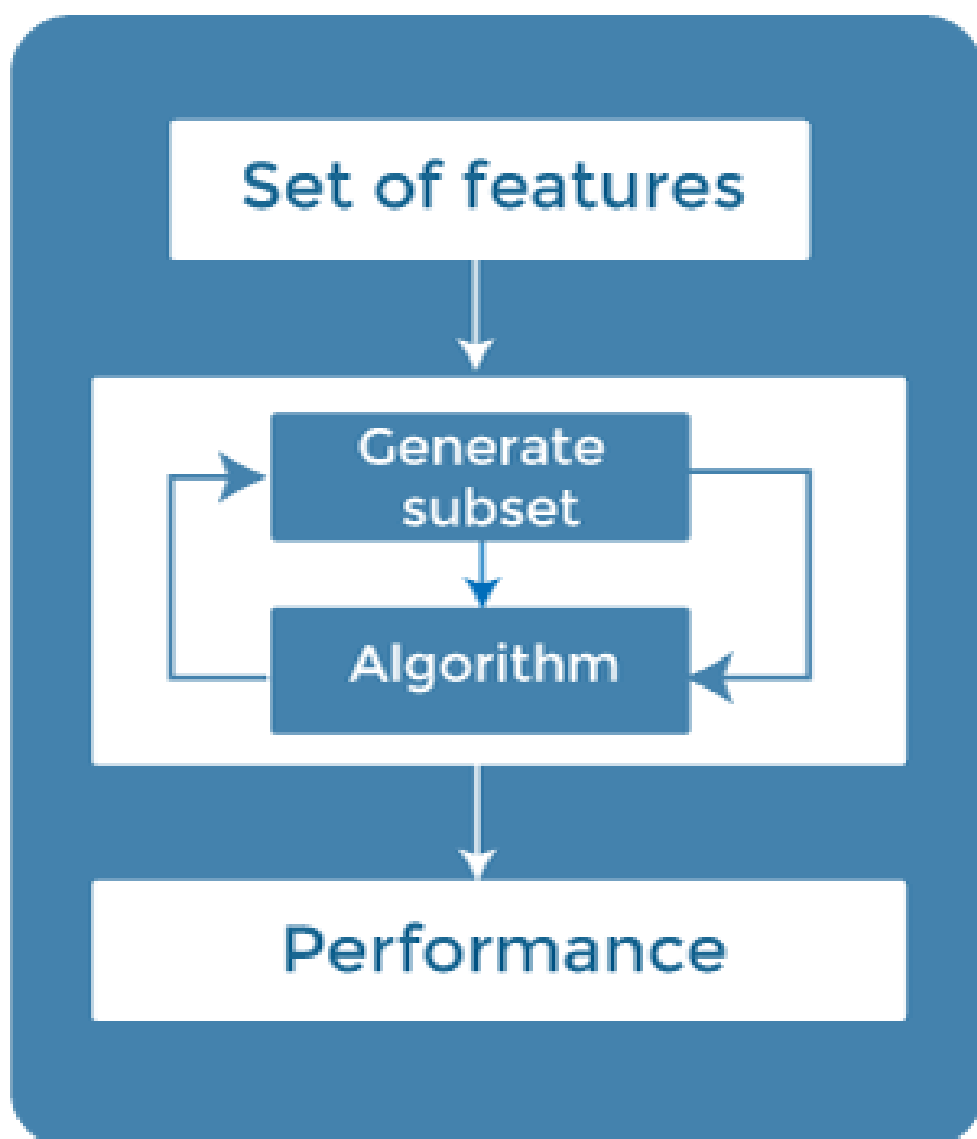 Set of features
Generate
subset
Algorithm
Performance